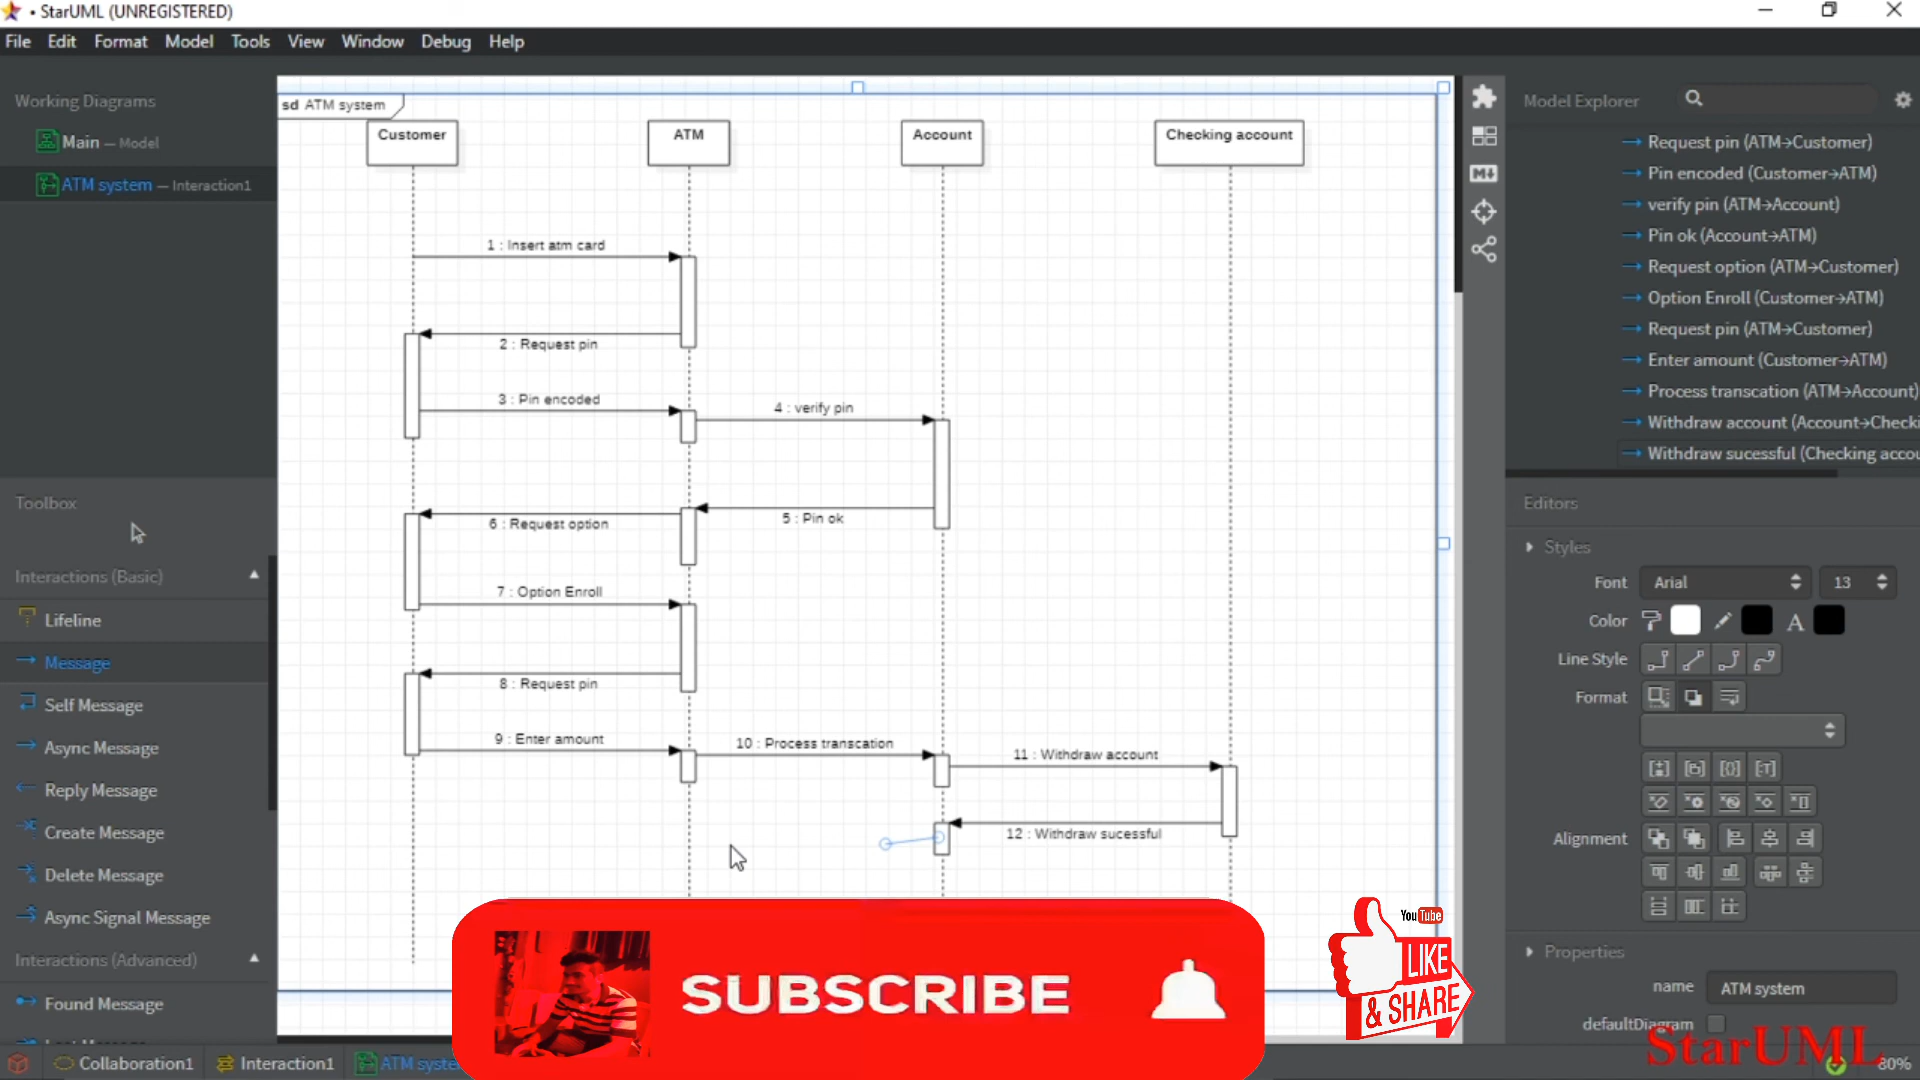 • StarUML (UNREGISTERED)
File Edit Format Model Tools View Window Debug Help
Working Diagrams
Main — Model
ATM system — Interaction1
Toolbox
Interactions (Basic)
Lifeline
Message
Self Message
Async Message
Reply Message
Create Message
Delete Message
Async Signal Message
Interactions (Advanced)
Found Message
sd ATM system
Customer
ATM
Account
Checking account
1 : Insert atm card
2 : Request pin
3 : Pin encoded
4 : verify pin
5 : Pin ok
6 : Request option
7 : Option Enroll
8 : Request pin
9 : Enter amount
10 : Process transcation
11 : Withdraw account
12 : Withdraw sucessful
SUBSCRIBE
YouTube
LIKE
& SHARE
Model Explorer
Request pin (ATM→Customer)
Pin encoded (Customer→ATM)
verify pin (ATM→Account)
Pin ok (Account→ATM)
Request option (ATM→Customer)
Option Enroll (Customer→ATM)
Request pin (ATM→Customer)
Enter amount (Customer→ATM)
Process transcation (ATM→Account)
Withdraw account (Account→Checki
Withdraw sucessful (Checking accou
Editors
Styles
Font Arial 13
Color
Line Style
Format
Alignment
Properties
name ATM system
defaultDiagram
StarUML
Collaboration1 Interaction1 ATM syste 80%